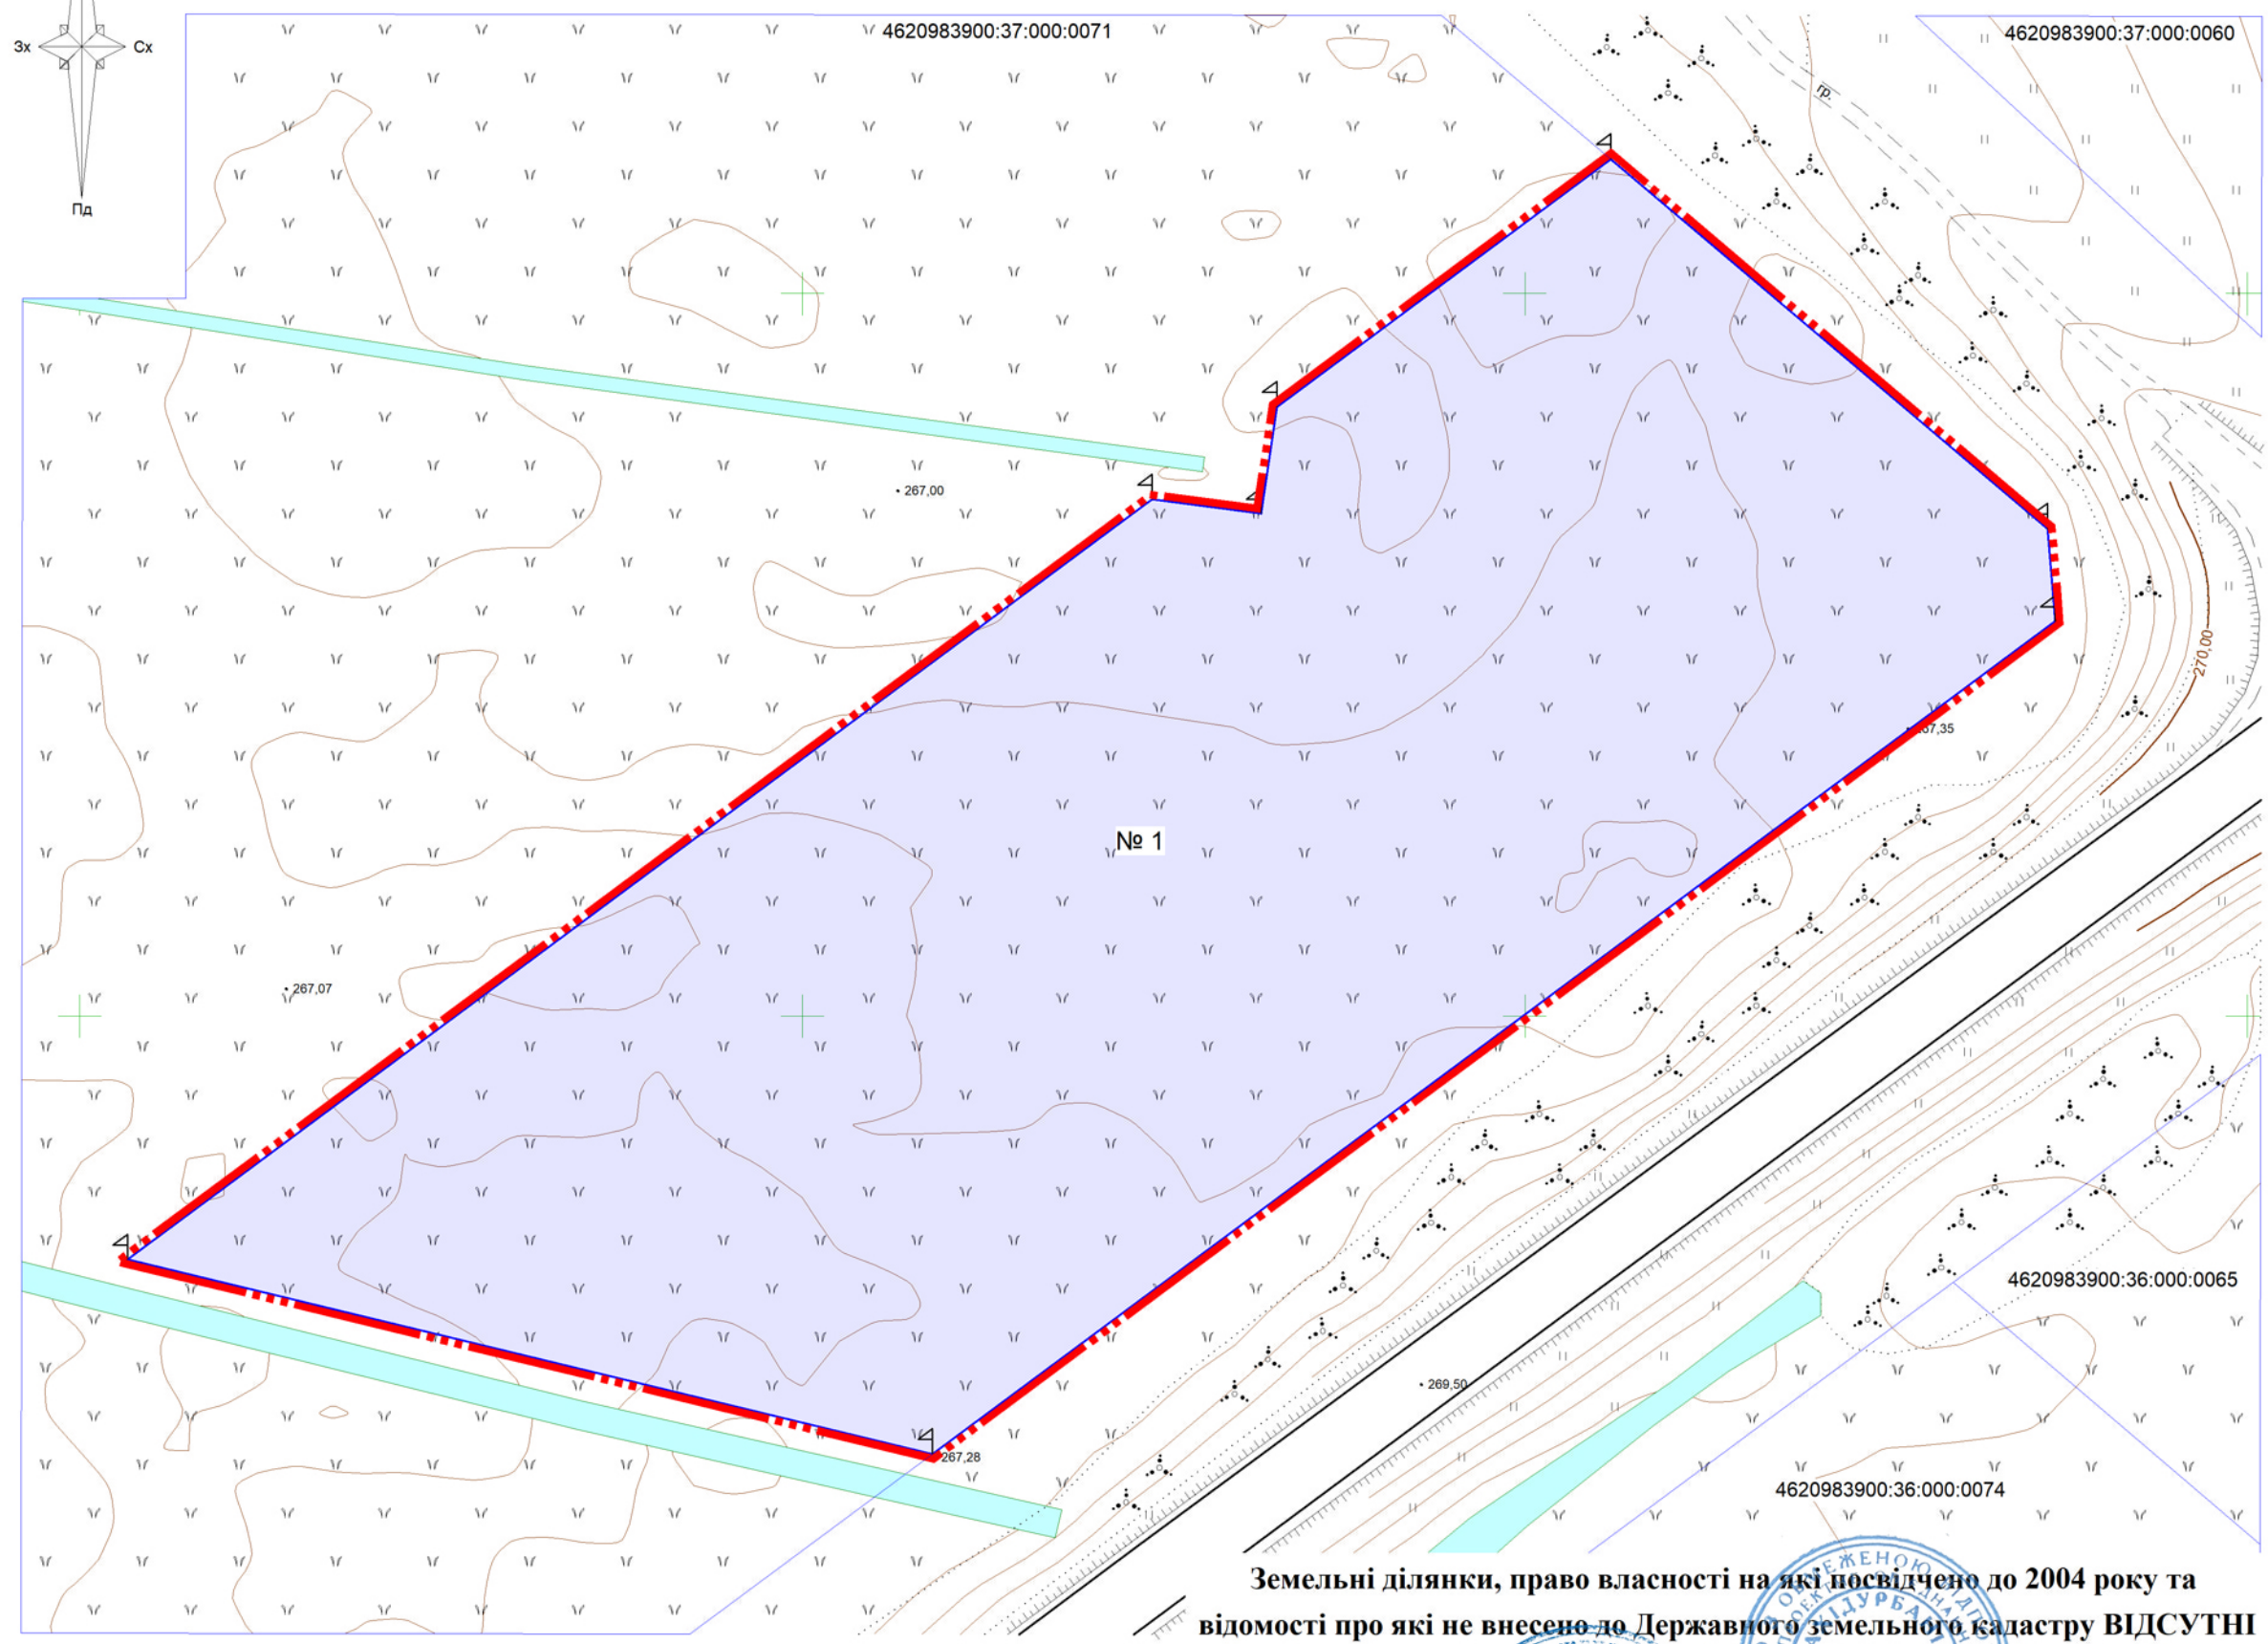 4620983900:37:000:0071
4620983900:37:000:0060
Зх
Сх
Пд
гр.
267,00
270,00
67,35
№ 1
267,07
4620983900:36:000:0065
269,50
267,28
4620983900:36:000:0074
Земельні ділянки, право власності на які посвідчено до 2004 року та
відомості про які не внесено до Державного земельного кадастру ВІДСУТНІ